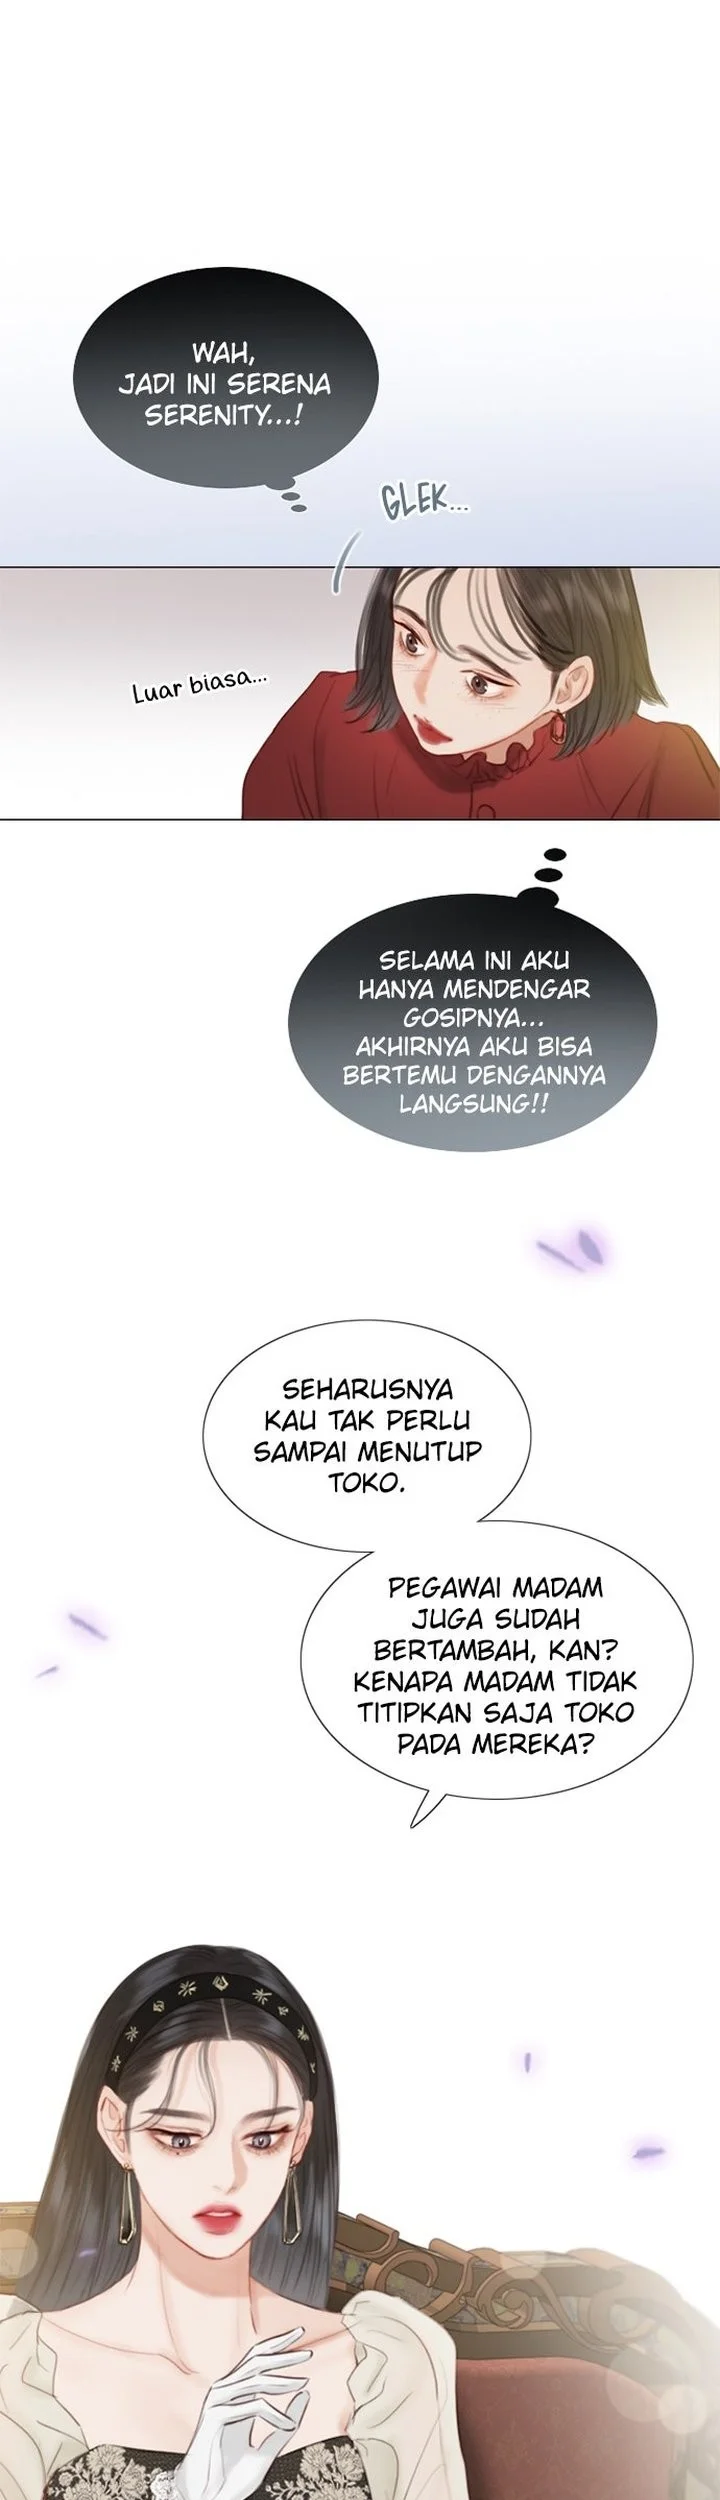 WAH,
JADI INI SERENA
SERENITY...!
GLEK...
Luar biasa...
SELAMA INI AKU
HANYA MENDENGAR
GOSIPNYA...
AKHIRNYA AKU BISA
BERTEMU DENGANNYA
LANGSUNG!!
SEHARUSNYA
KAU TAK PERLU
SAMPAI MENUTUP
TOKO.
PEGAWAI MADAM
JUGA SUDAH
BERTAMBAH, KAN?
KENAPA MADAM TIDAK
TITIPKAN SAJA TOKO
PADA MEREKA?